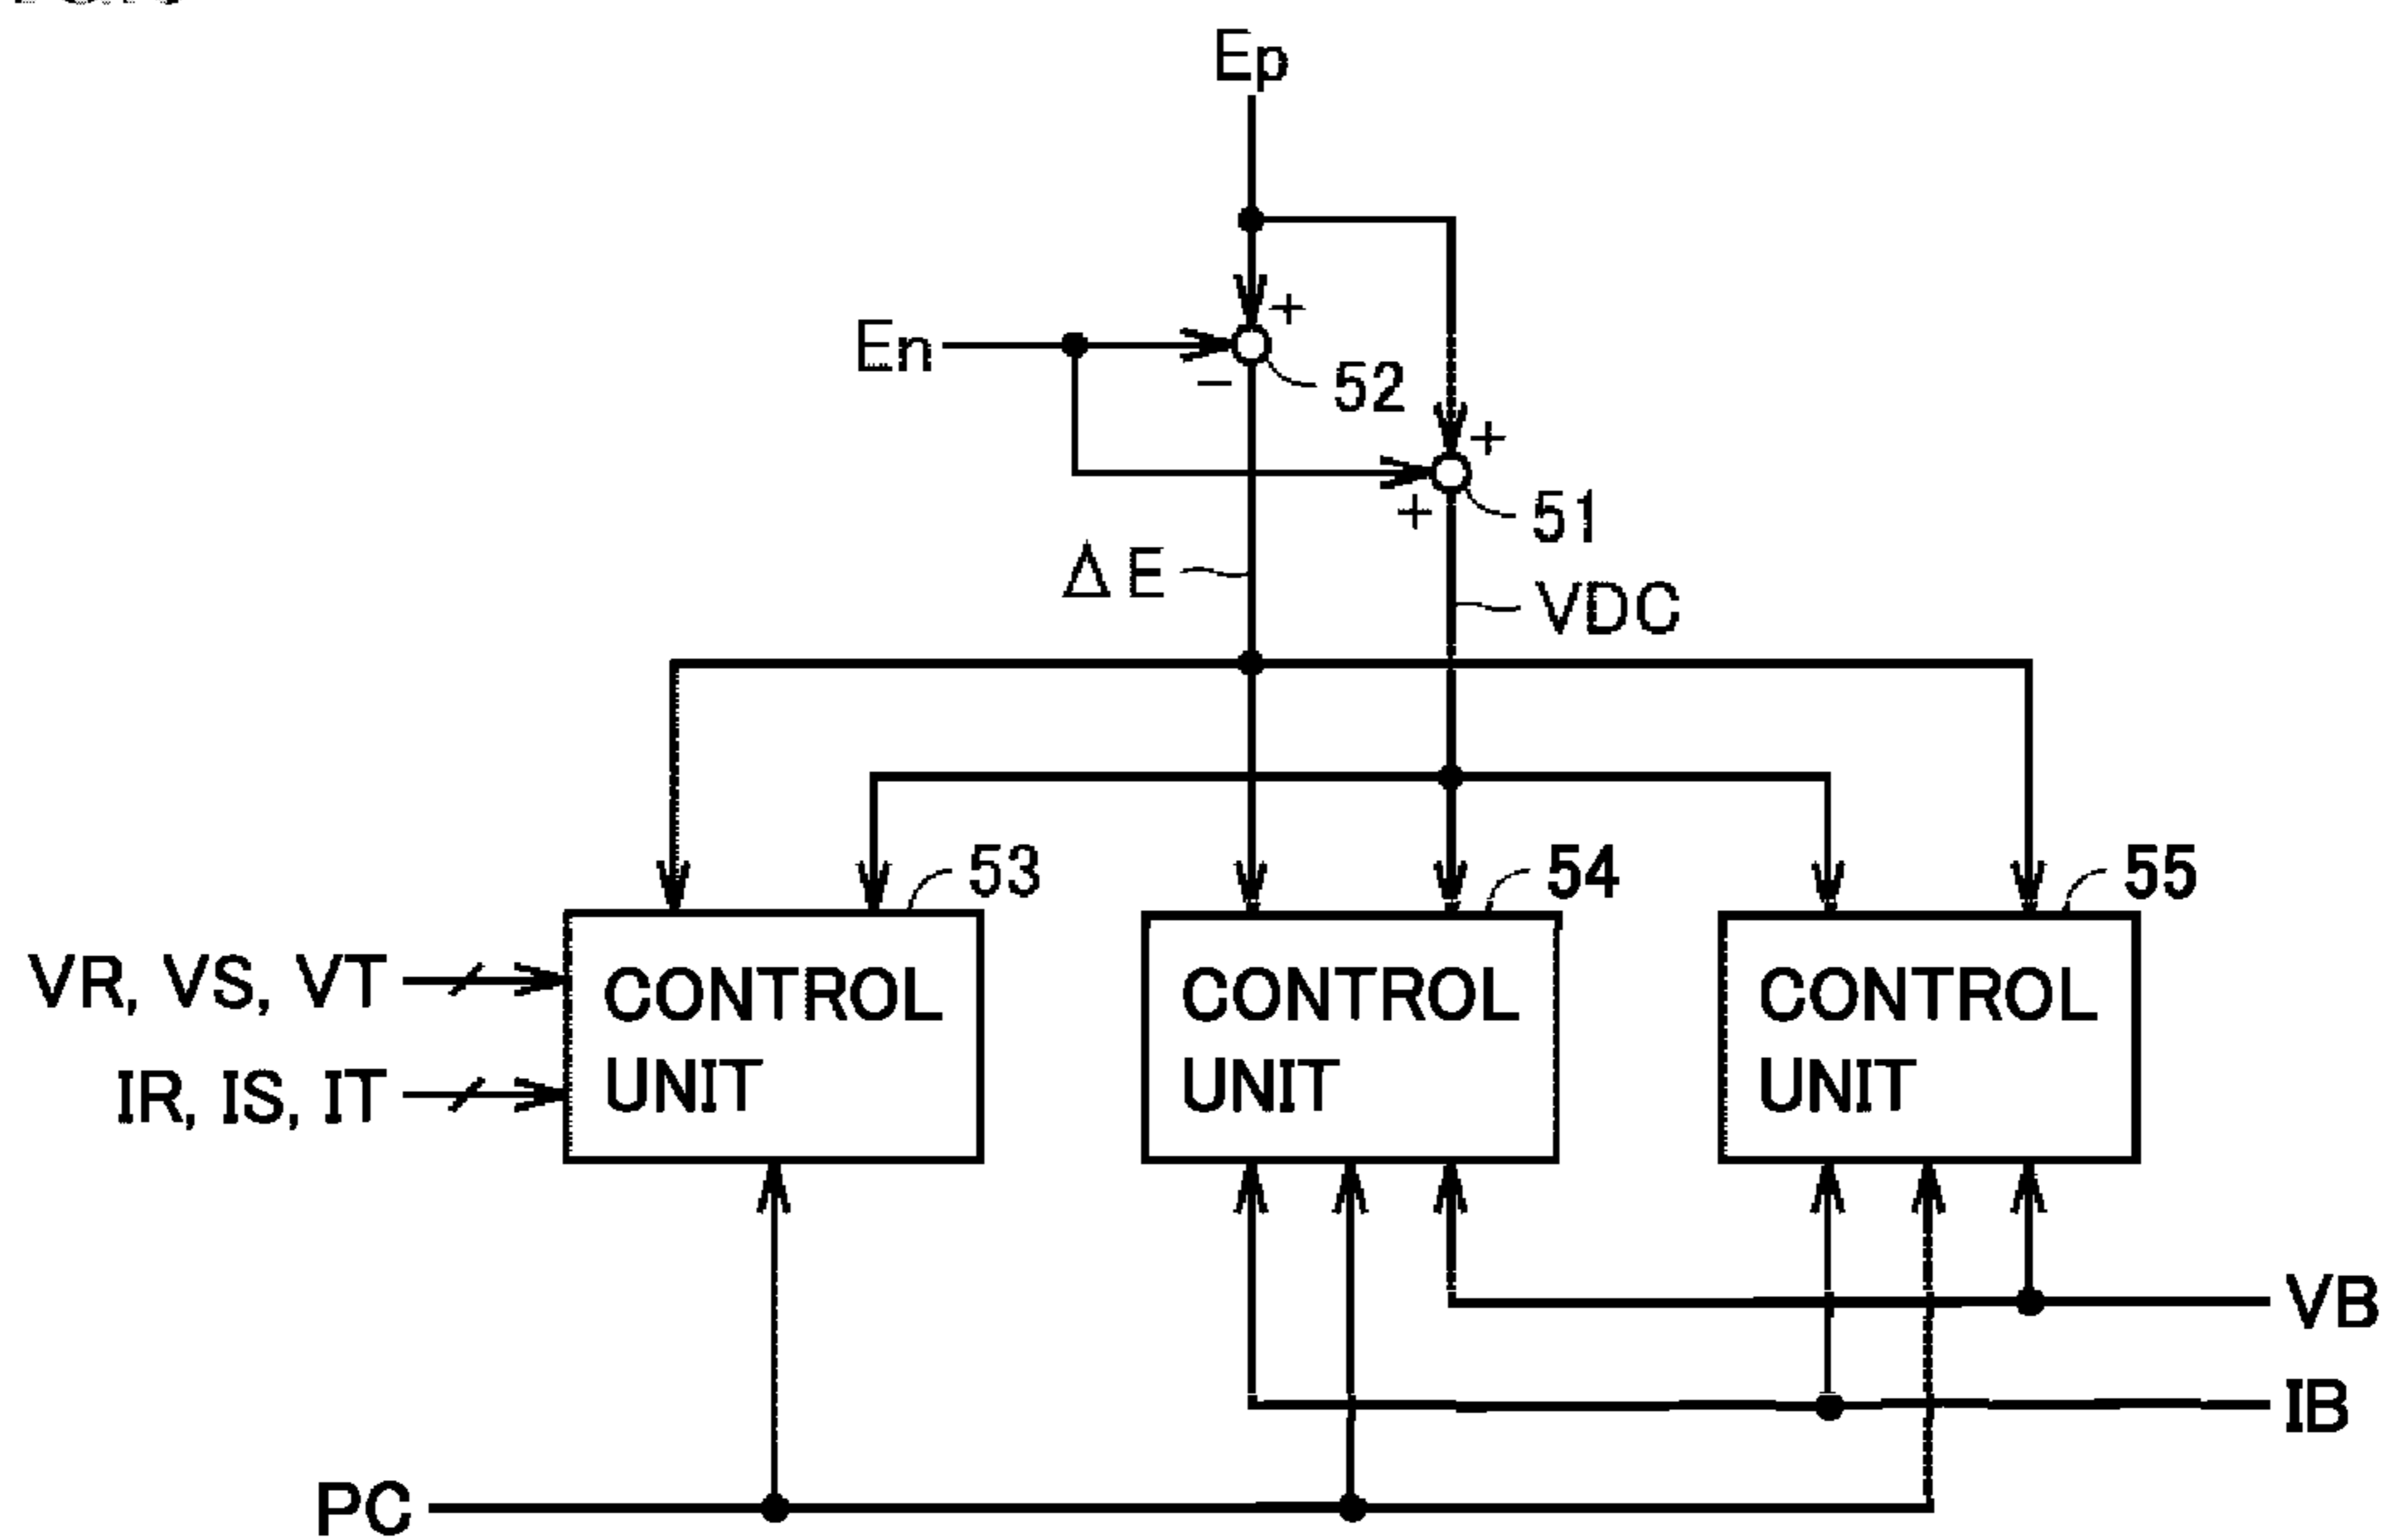 Ep
+
En
−
52
+
+
51
ΔE
VDC
53
54
55
VR, VS, VT
IR, IS, IT
CONTROL
UNIT
CONTROL
UNIT
CONTROL
UNIT
VB
IB
PC